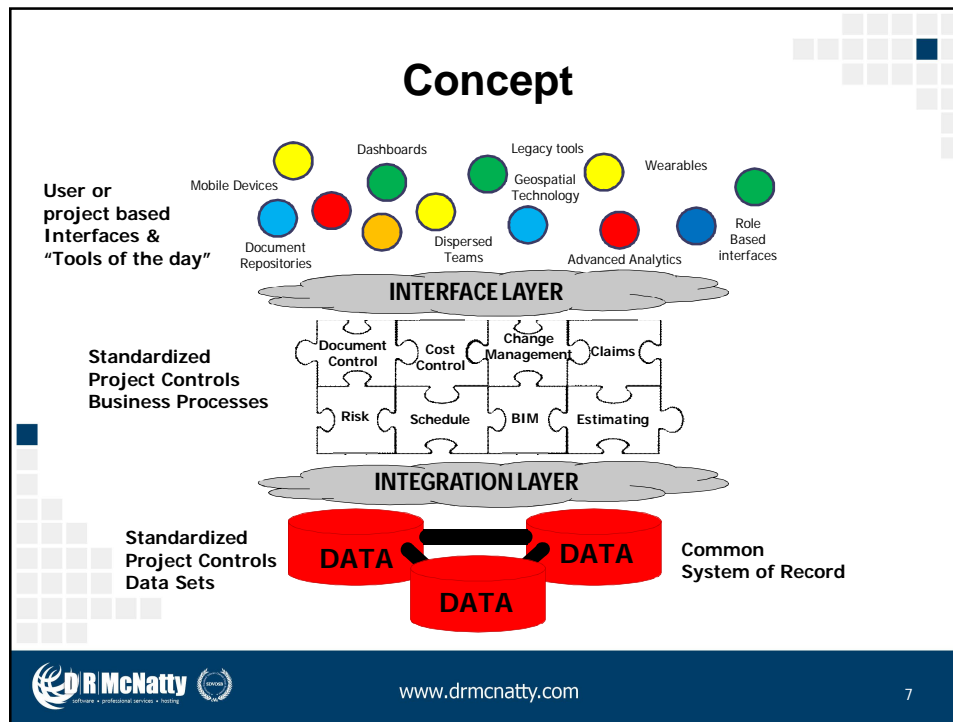 Concept
Dashboards
Legacy tools
Wearables
Mobile Devices
Geospatial
Technology
User or
project based
Interfaces &
“Tools of the day”
Document
Repositories
Dispersed
Teams
Advanced Analytics
Role
Based
interfaces
INTERFACE LAYER
Standardized
Project Controls
Business Processes
Document
Control
Cost
Control
Change
Management
Claims
Risk
Schedule
BIM
Estimating
INTEGRATION LAYER
Standardized
Project Controls
Data Sets
DATA
DATA
DATA
Common
System of Record
D|R|McNatty
software • professional services • hosting
SDVOSB
www.drmcnatty.com
7